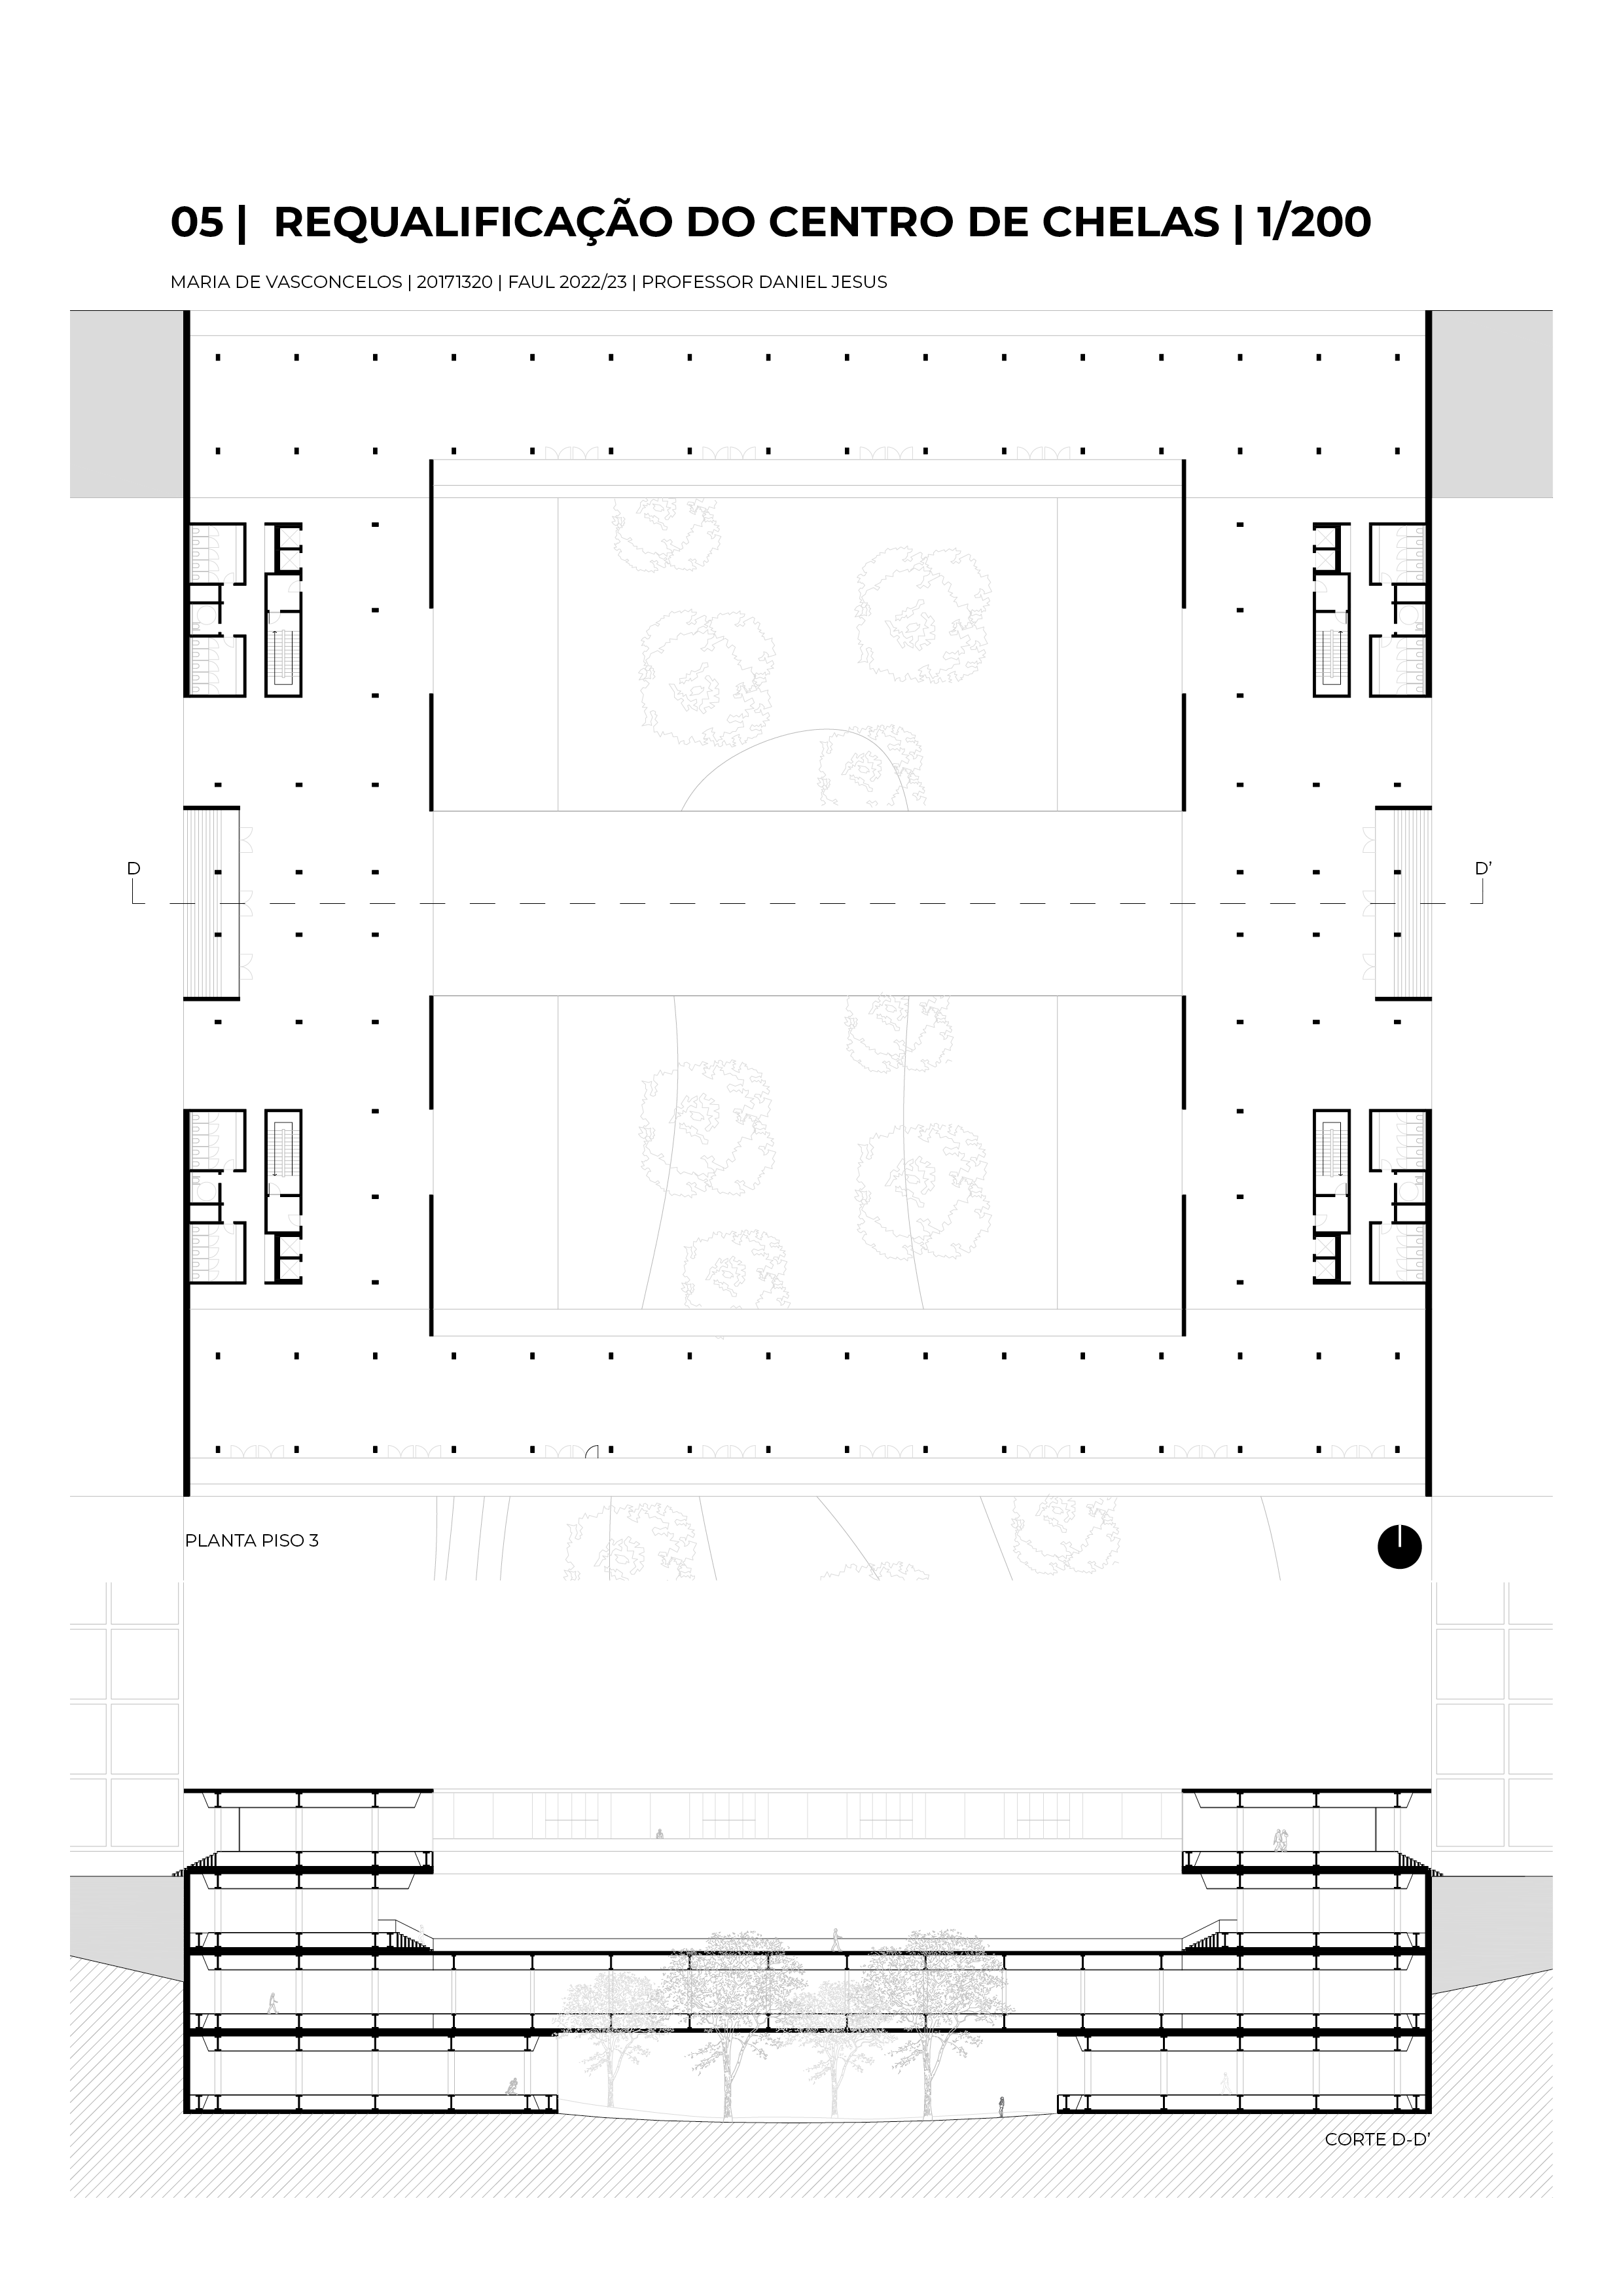 05 | REQUALIFICAÇÃO DO CENTRO DE CHELAS | 1/200
MARIA DE VASCONCELOS | 20171320 | FAUL 2022/23 | PROFESSOR DANIEL JESUS
D
D’
PLANTA PISO 3
CORTE D-D’